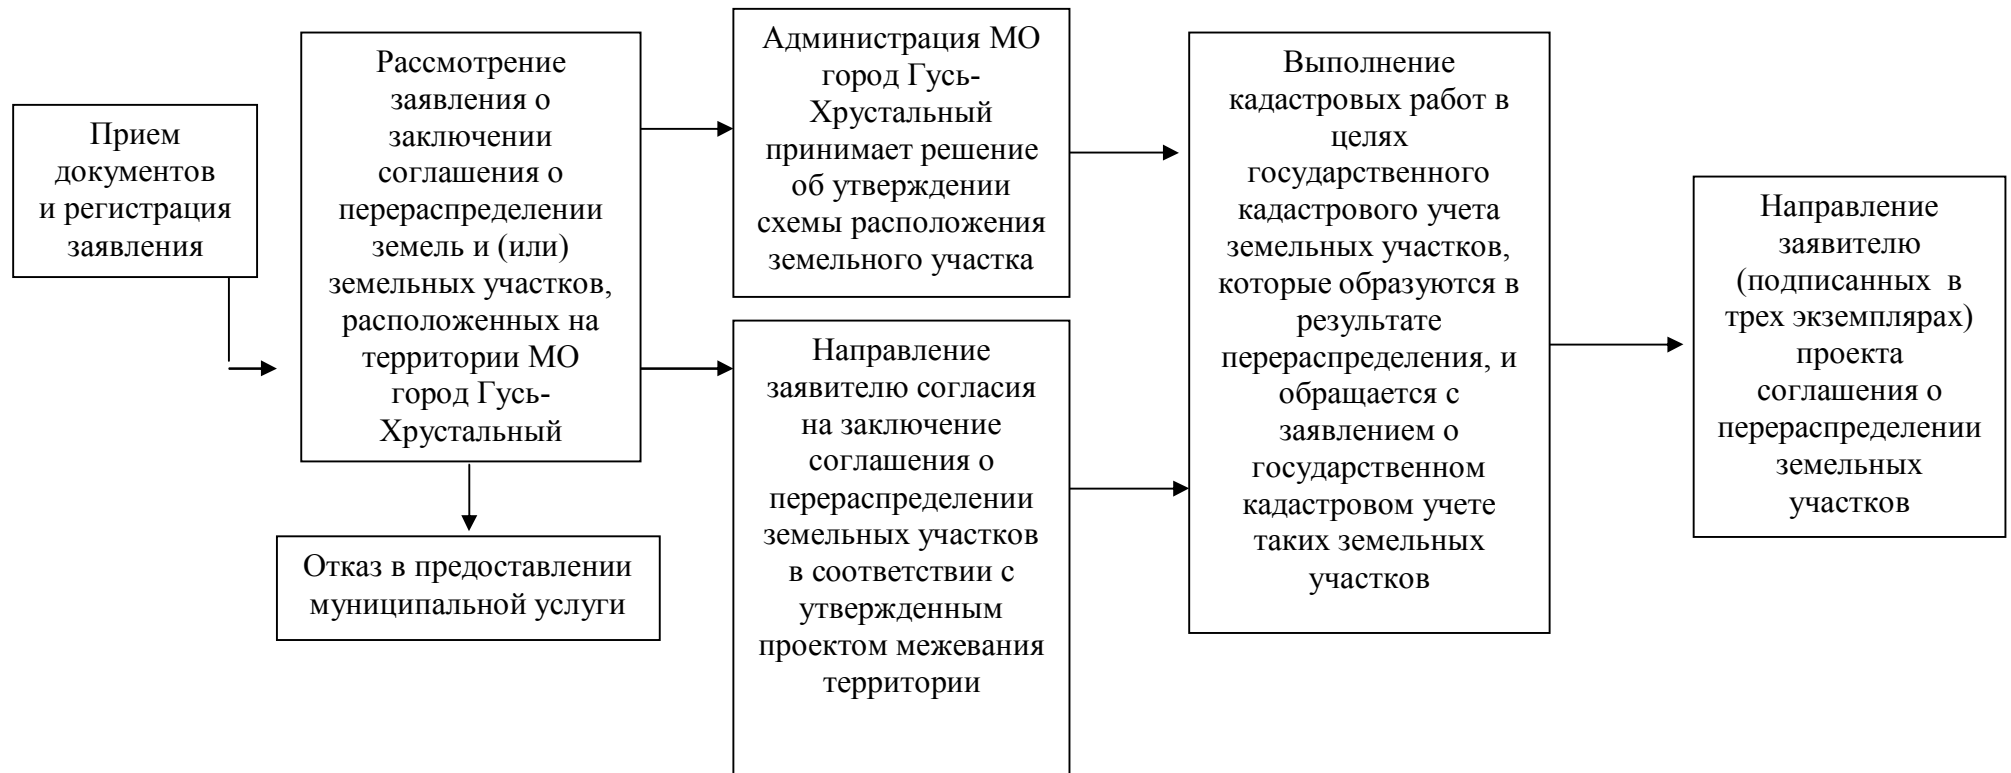 Прием
документов
и регистрация
заявления
Рассмотрение
заявления о
заключении
соглашения о
перераспределении
земель и (или)
земельных участков,
расположенных на
территории МО
город Гусь-
Хрустальный
Отказ в предоставлении
муниципальной услуги
Администрация МО
город Гусь-
Хрустальный
принимает решение
об утверждении
схемы расположения
земельного участка
Направление
заявителю согласия
на заключение
соглашения о
перераспределении
земельных участков
в соответствии с
утвержденным
проектом межевания
территории
Выполнение
кадастровых работ в
целях
государственного
кадастрового учета
земельных участков,
которые образуются в
результате
перераспределения, и
обращается с
заявлением о
государственном
кадастровом учете
таких земельных
участков
Направление
заявителю
(подписанных в
трех экземплярах)
проекта
соглашения о
перераспределении
земельных
участков